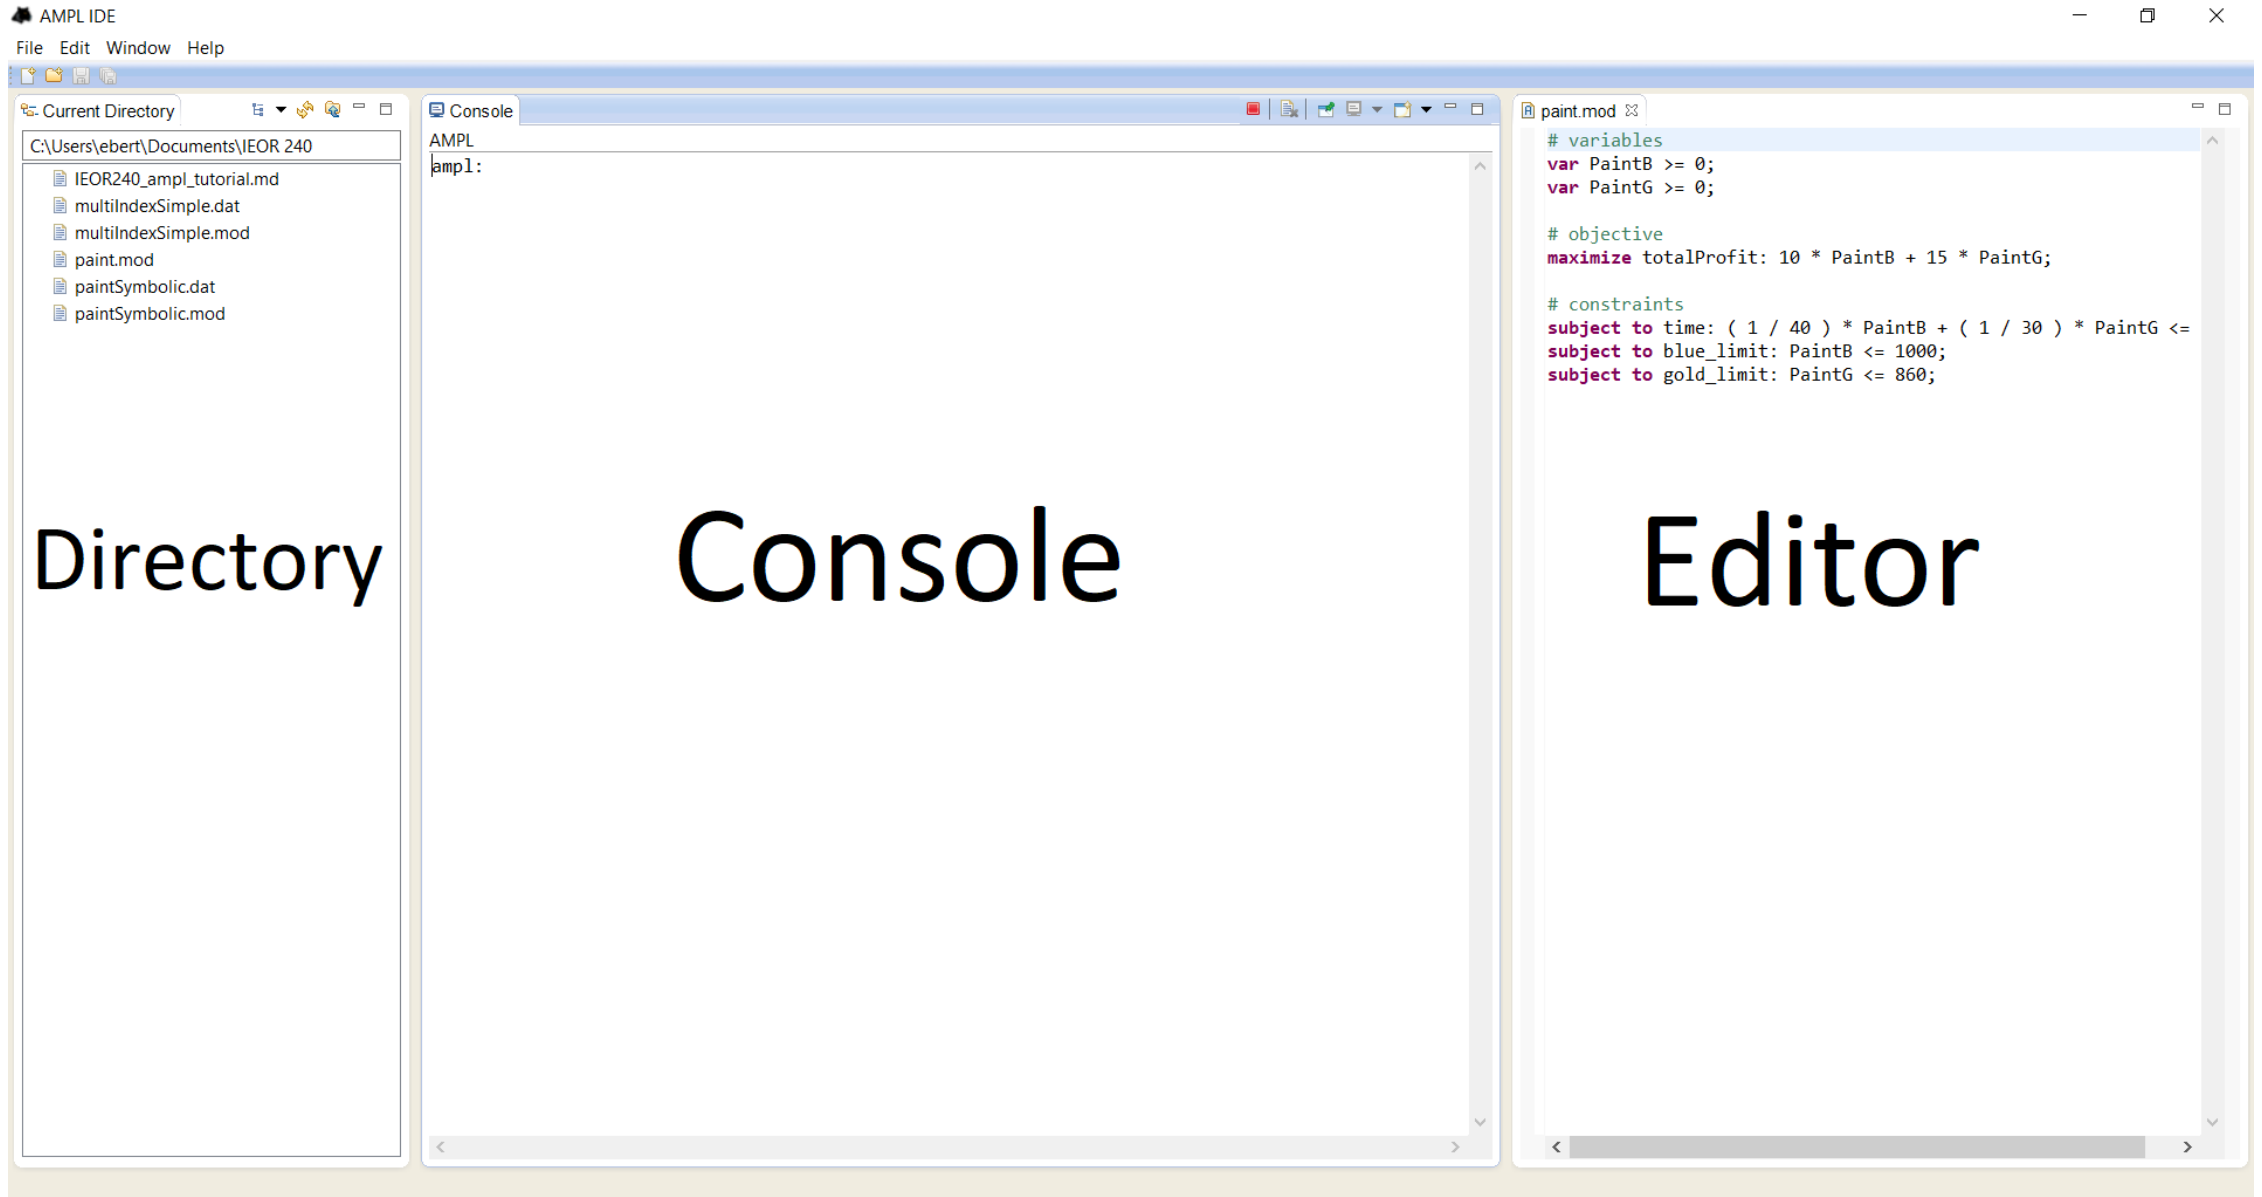 AMPL IDE
File Edit Window Help
Current Directory
C:\Users\ebert\Documents\IEOR 240
IEOR240_ampl_tutorial.md
multiIndexSimple.dat
multiIndexSimple.mod
paint.mod
paintSymbolic.dat
paintSymbolic.mod
Directory
Console
AMPL
ampl:
Console
paint.mod
# variables
var PaintB >= 0;
var PaintG >= 0;
# objective
maximize totalProfit: 10 * PaintB + 15 * PaintG;
# constraints
subject to time: ( 1 / 40 ) * PaintB + ( 1 / 30 ) * PaintG <=
subject to blue_limit: PaintB <= 1000;
subject to gold_limit: PaintG <= 860;
Editor